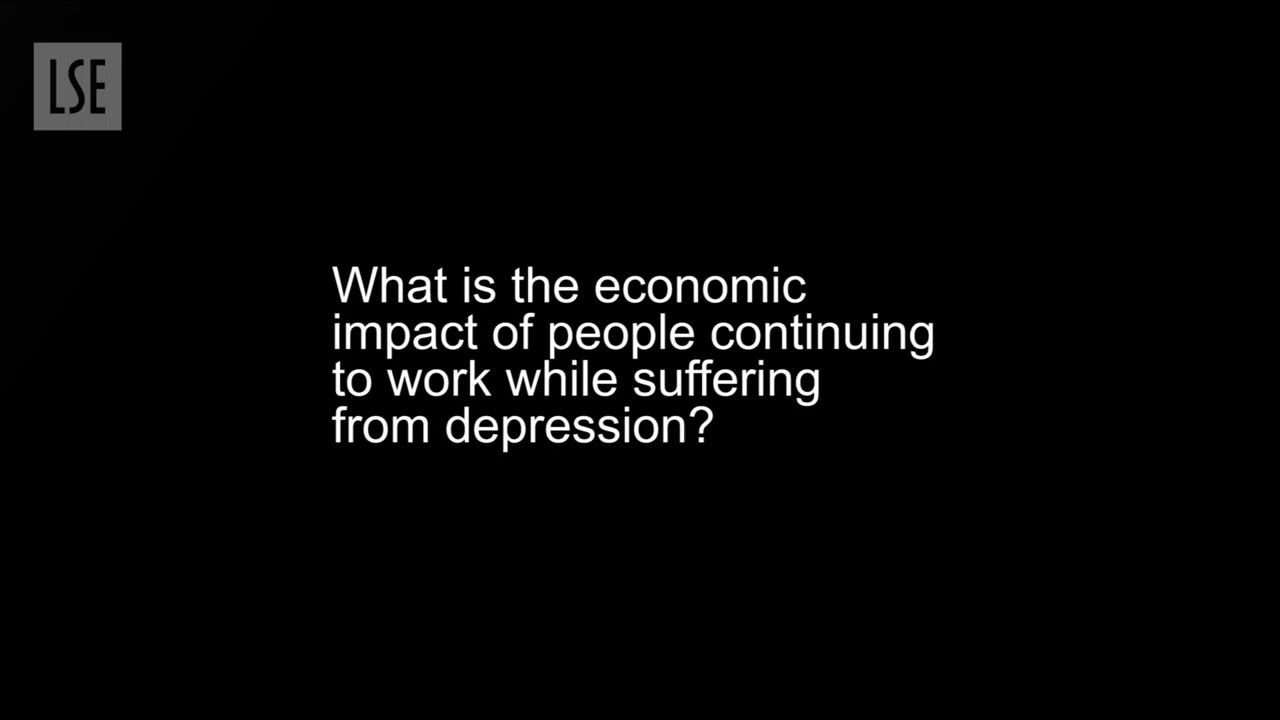 LSE
What is the economic
impact of people continuing
to work while suffering
from depression?